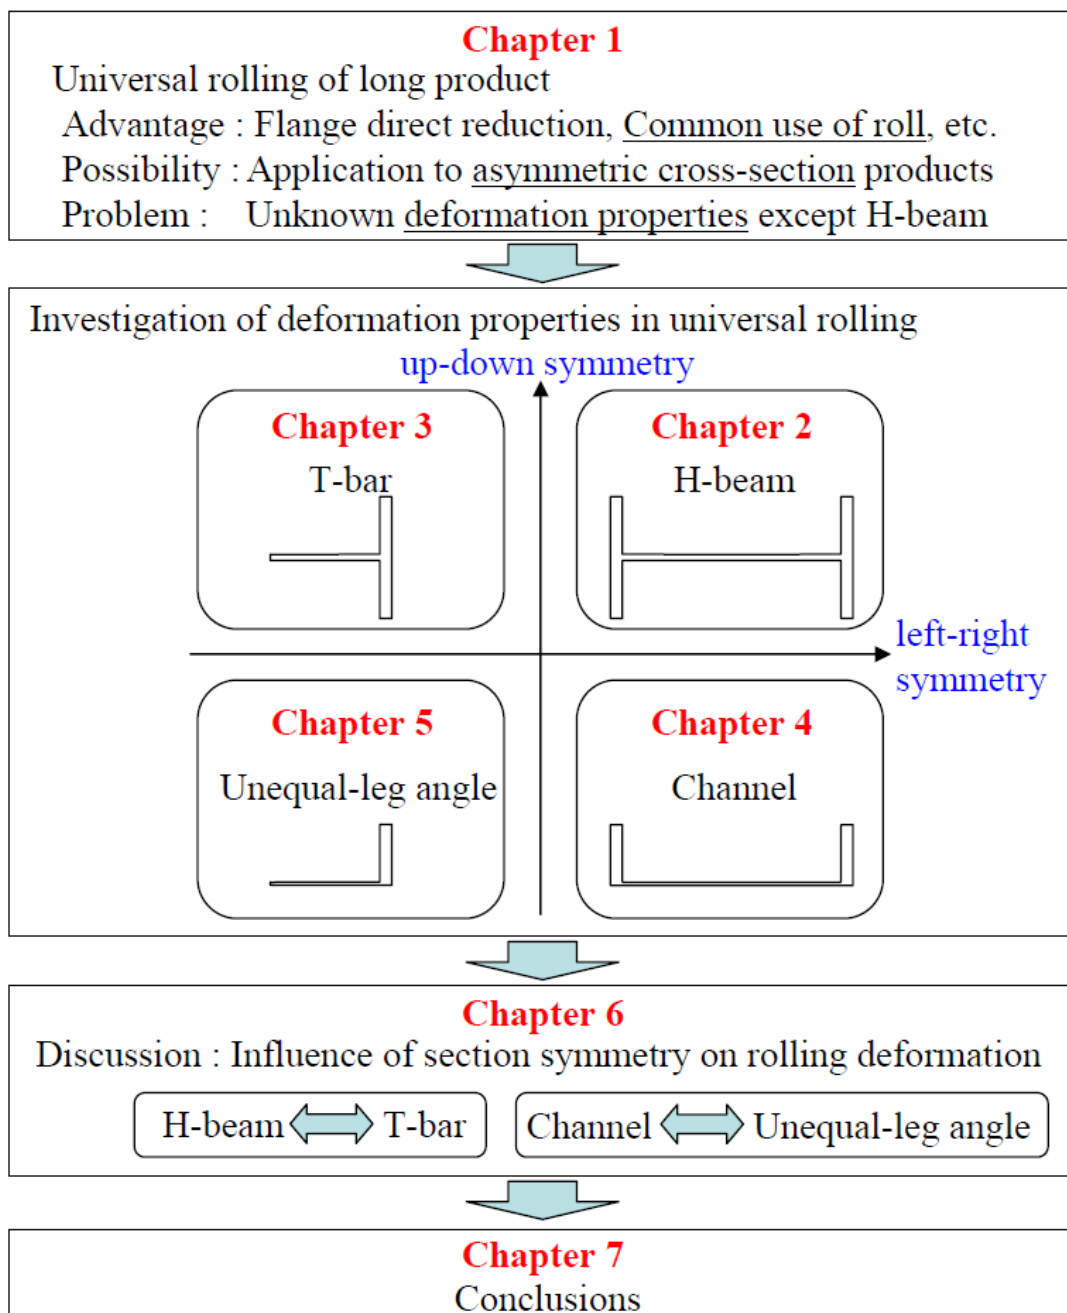 Chapter 1
Universal rolling of long product
Advantage : Flange direct reduction, Common use of roll, etc.
Possibility : Application to asymmetric cross-section products
Problem : Unknown deformation properties except H-beam
Investigation of deformation properties in universal rolling
up-down symmetry
Chapter 3
T-bar
Chapter 2
H-beam
left-right
symmetry
Chapter 5
Unequal-leg angle
Chapter 4
Channel
Chapter 6
Discussion : Influence of section symmetry on rolling deformation
H-beam T-bar
Channel Unequal-leg angle
Chapter 7
Conclusions